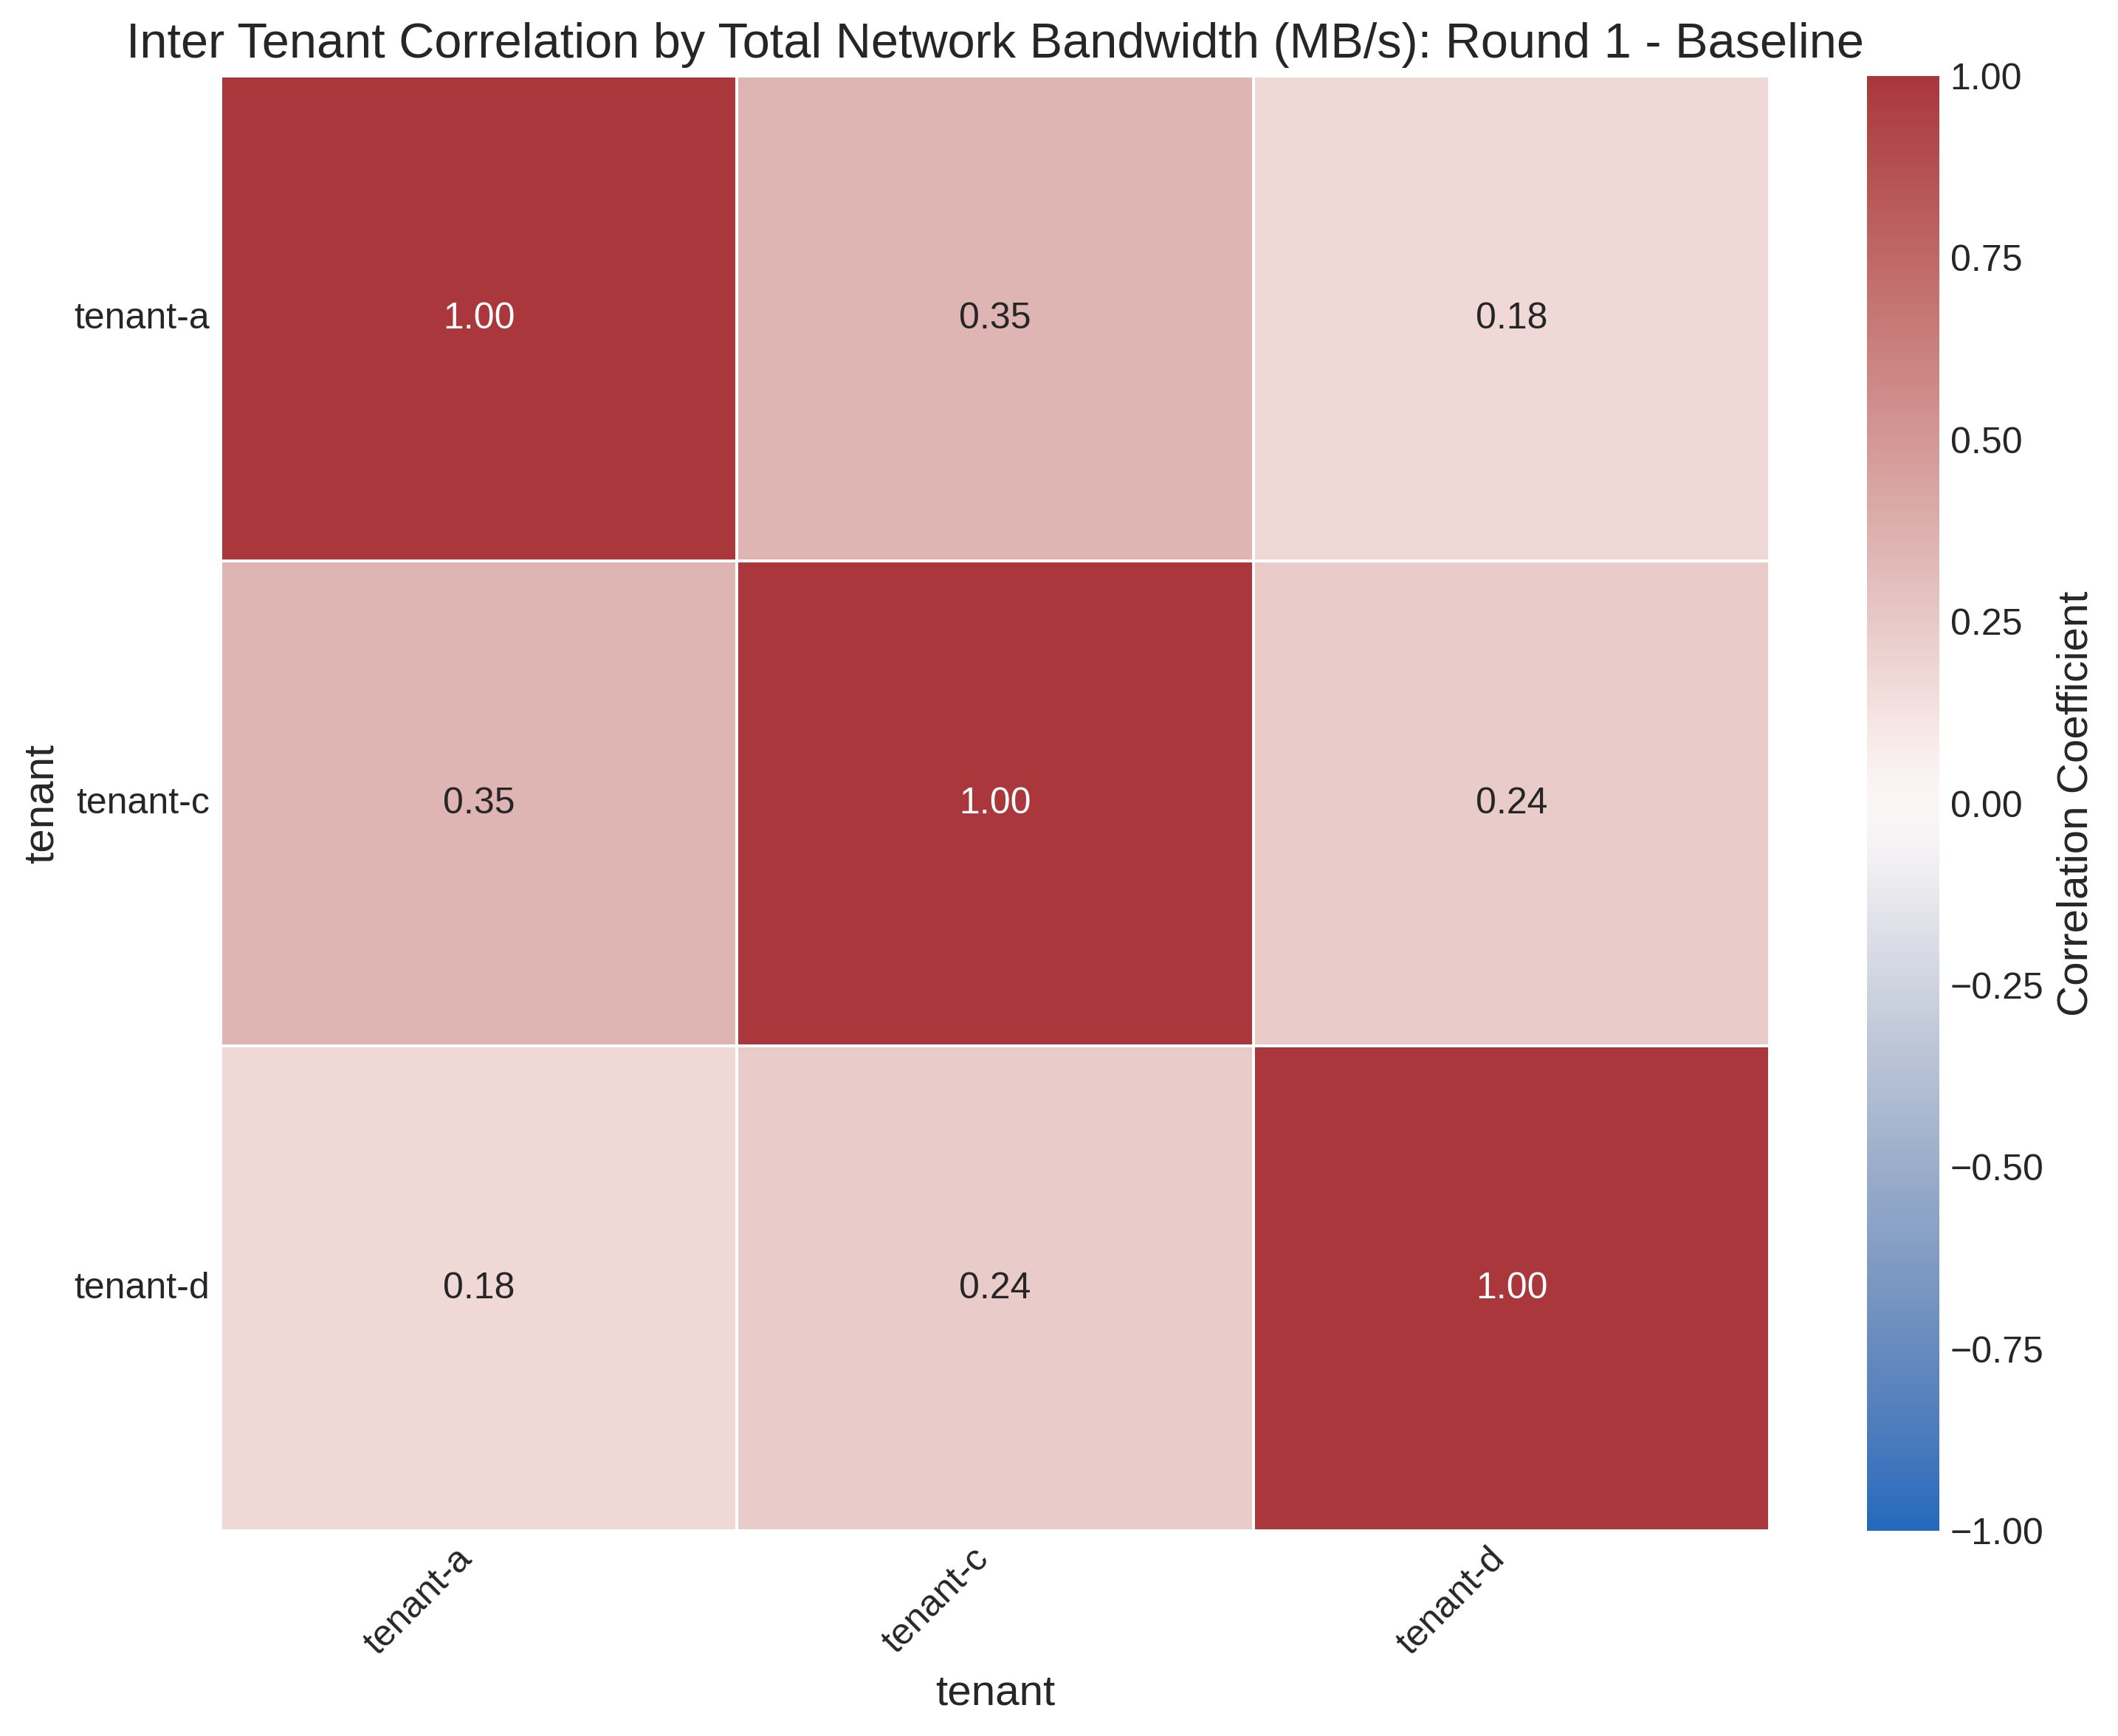 Inter Tenant Correlation by Total Network Bandwidth (MB/s): Round 1 - Baseline
tenant
tenant-a
1.00
0.35
0.18
tenant-c
0.35
1.00
0.24
tenant-d
0.18
0.24
1.00
tenant-a
tenant-c
tenant-d
tenant
1.00
0.75
0.50
0.25
0.00
−0.25
−0.50
−0.75
−1.00
Correlation Coefficient